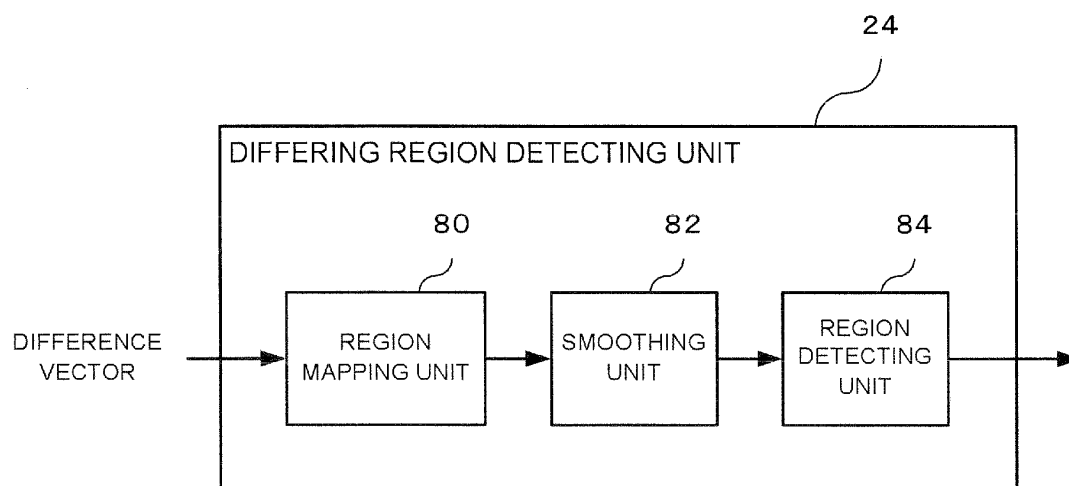 24
DIFFERING REGION DETECTING UNIT
80
82
84
DIFFERENCE
VECTOR
REGION
MAPPING UNIT
SMOOTHING
UNIT
REGION
DETECTING
UNIT